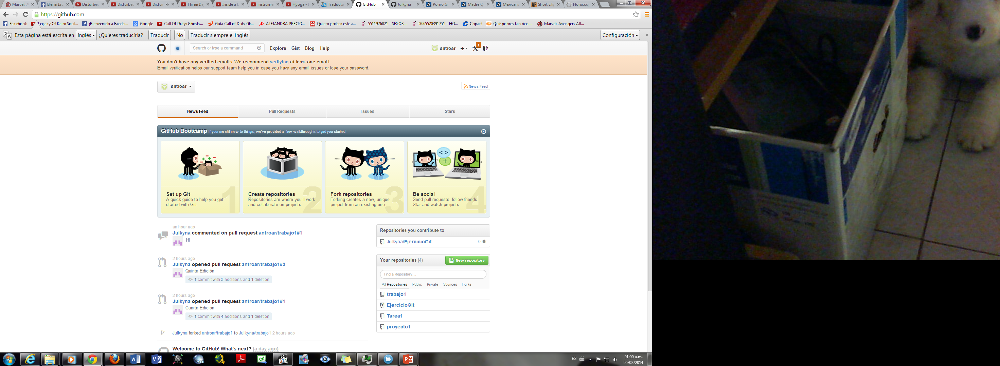 Marvel: A
Elena Esc
Disturbed
Disturbed
Distur
Three Da
Inside a D
instrume
Hyoga -
Traducto
GitHub
Julkyna
Porno Gr
Madre Q
Mexicano
Short clip
Horoscop
https://github.com
Facebook
Legacy Of Kain: Soul...
¡Bienvenido a Faceb...
Google
Call Of Duty: Ghosts...
Guía Call of Duty Gh...
ALEJANDRA PRECIO...
Quiero probar este a...
5511976821 - SEXOS...
0445520391751 - HO...
Copart
Qué pobres tan rico...
Marvel: Avengers All...
Esta página está escrita en inglés ¿Quieres traducirla? Traducir No Traducir siempre el inglés Configuración
Search or type a command Explore Gist Blog Help antroar
You don't have any verified emails. We recommend verifying at least one email.
Email verification helps our support team help you in case you have any email issues or lose your password.
antroar News Feed
News Feed Pull Requests Issues Stars
GitHub Bootcamp If you are still new to things, we've provided a few walkthroughs to get you started.
Set up Git
A quick guide to help you get
started with Git.
1
Create repositories
Repositories are where you'll work
and collaborate on projects.
2
Fork repositories
Forking creates a new, unique
project from an existing one.
3
Be social
Send pull requests, follow friends.
Star and watch projects.
4
an hour ago
Julkyna commented on pull request antroar/trabajo1#1
HI
2 hours ago
Julkyna opened pull request antroar/trabajo1#2
Quinta Edición
1 commit with 3 additions and 1 deletion
2 hours ago
Julkyna opened pull request antroar/trabajo1#1
Cuarta Edicion
1 commit with 4 additions and 1 deletion
Julkyna forked antroar/trabajo1 to Julkyna/trabajo1 2 hours ago
Welcome to GitHub! What's next? (a day ago)
Repositories you contribute to
Julkyna/EjercicioGit 0
Your repositories (4) New repository
Find a Repository...
All Repositories Public Private Sources Forks
trabajo1
EjercicioGit
Tarea1
proyecto1
ES
01:00 a.m.
05/02/2014